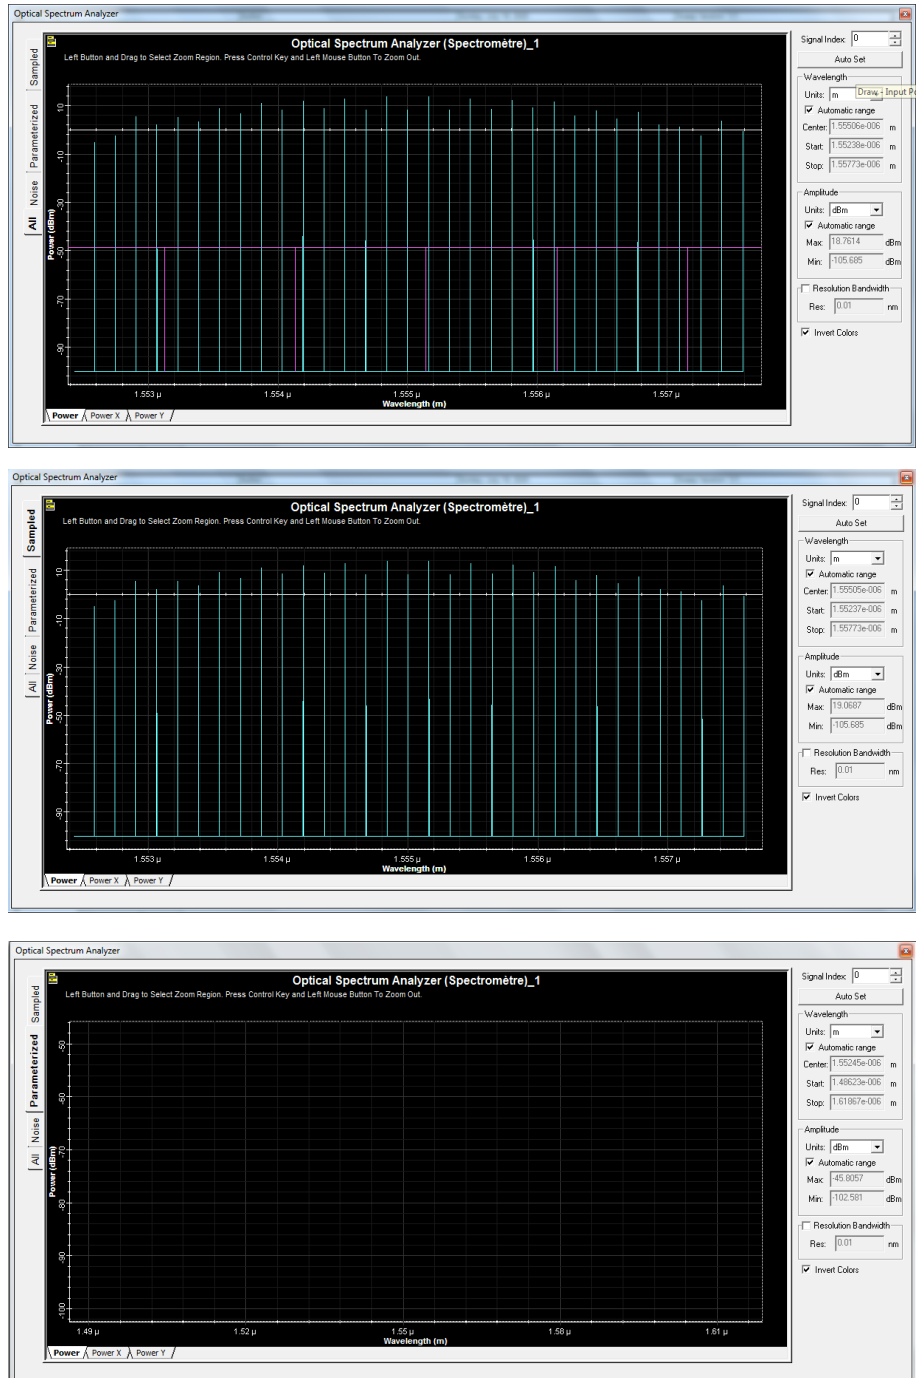 Optical Spectrum Analyzer
Optical Spectrum Analyzer (Spectromètre)_1
Left Button and Drag to Select Zoom Region. Press Control Key and Left Mouse Button To Zoom Out.
Sampled
Parameterized
Noise
All
Power (dBm)
10
-10
-30
-50
-70
-90
1.553 µ
1.554 µ
1.555 µ
1.556 µ
1.557 µ
Wavelength (m)
Power
Power X
Power Y
Signal Index: 0
Auto Set
Wavelength
Units: m
Draw - Input Po
Automatic range
Center: 1.55506e-006 m
Start: 1.55238e-006 m
Stop: 1.55773e-006 m
Amplitude
Units: dBm
Automatic range
Max: 18.7614 dBm
Min: -105.685 dBm
Resolution Bandwidth
Res: 0.01 nm
Invert Colors
Optical Spectrum Analyzer
Optical Spectrum Analyzer (Spectromètre)_1
Left Button and Drag to Select Zoom Region. Press Control Key and Left Mouse Button To Zoom Out.
Sampled
Parameterized
Noise
All
Power (dBm)
10
-10
-30
-50
-70
-90
1.553 µ
1.554 µ
1.555 µ
1.556 µ
1.557 µ
Wavelength (m)
Power
Power X
Power Y
Signal Index: 0
Auto Set
Wavelength
Units: m
Automatic range
Center: 1.55505e-006 m
Start: 1.55237e-006 m
Stop: 1.55773e-006 m
Amplitude
Units: dBm
Automatic range
Max: 19.0687 dBm
Min: -105.685 dBm
Resolution Bandwidth
Res: 0.01 nm
Invert Colors
Optical Spectrum Analyzer
Optical Spectrum Analyzer (Spectromètre)_1
Left Button and Drag to Select Zoom Region. Press Control Key and Left Mouse Button To Zoom Out.
Sampled
Parameterized
Noise
All
Power (dBm)
-50
-60
-70
-80
-90
-100
1.49 µ
1.52 µ
1.55 µ
1.58 µ
1.61 µ
Wavelength (m)
Power
Power X
Power Y
Signal Index: 0
Auto Set
Wavelength
Units: m
Automatic range
Center: 1.55245e-006 m
Start: 1.48623e-006 m
Stop: 1.61867e-006 m
Amplitude
Units: dBm
Automatic range
Max: -45.8057 dBm
Min: -102.581 dBm
Resolution Bandwidth
Res: 0.01 nm
Invert Colors